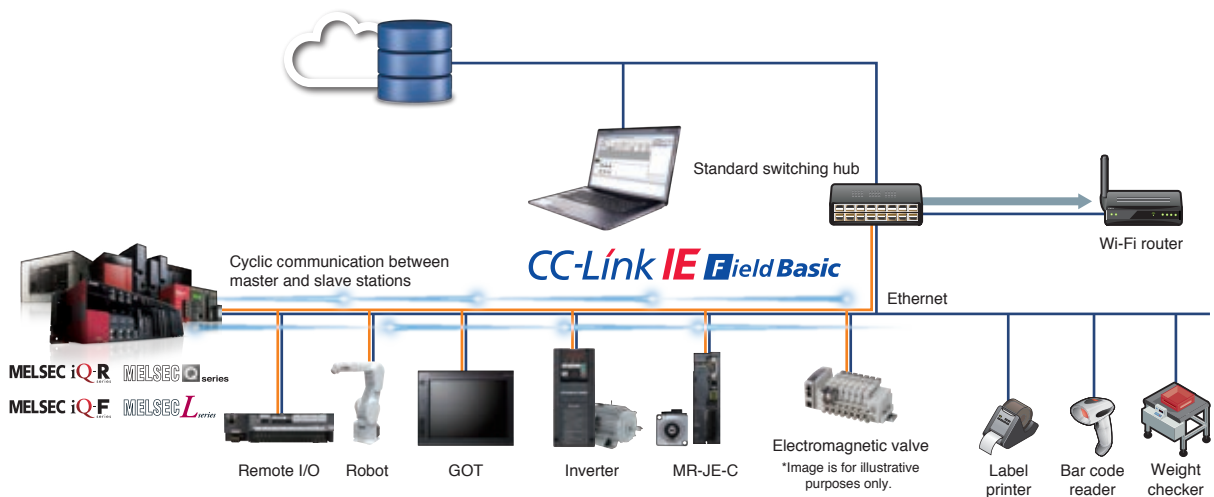 Standard switching hub
Wi-Fi router
Cyclic communication between
master and slave stations
CC-Link IE Field Basic
Ethernet
MELSEC iQ-R series
MELSEC Q series
MELSEC iQ-F series
MELSEC L series
Remote I/O
Robot
GOT
Inverter
MR-JE-C
Electromagnetic valve
*Image is for illustrative
purposes only.
Label
printer
Bar code
reader
Weight
checker